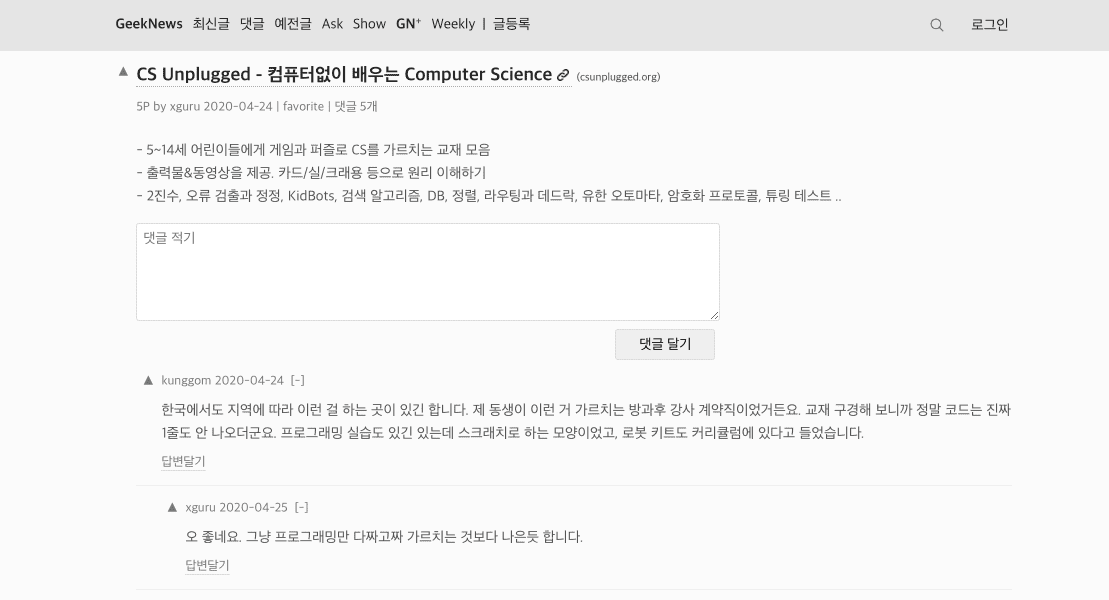 GeekNews 최신글 댓글 예전글 Ask Show GN⁺ Weekly | 글등록 로그인
▲ CS Unplugged - 컴퓨터없이 배우는 Computer Science (csunplugged.org)
5P by xguru 2020-04-24 | favorite | 댓글 5개
- 5~14세 어린이들에게 게임과 퍼즐로 CS를 가르치는 교재 모음
- 출력물&동영상을 제공. 카드/실/크래용 등으로 원리 이해하기
- 2진수, 오류 검출과 정정, KidBots, 검색 알고리즘, DB, 정렬, 라우팅과 데드락, 유한 오토마타, 암호화 프로토콜, 튜링 테스트 ..
댓글 적기
댓글 달기
▲ kunggom 2020-04-24 [-]
한국에서도 지역에 따라 이런 걸 하는 곳이 있긴 합니다. 제 동생이 이런 거 가르치는 방과후 강사 계약직이었거든요. 교재 구경해 보니까 정말 코드는 진짜
1줄도 안 나오더군요. 프로그래밍 실습도 있긴 있는데 스크래치로 하는 모양이었고, 로봇 키트도 커리큘럼에 있다고 들었습니다.
답변달기
▲ xguru 2020-04-25 [-]
오 좋네요. 그냥 프로그래밍만 다짜고짜 가르치는 것보다 나은듯 합니다.
답변달기